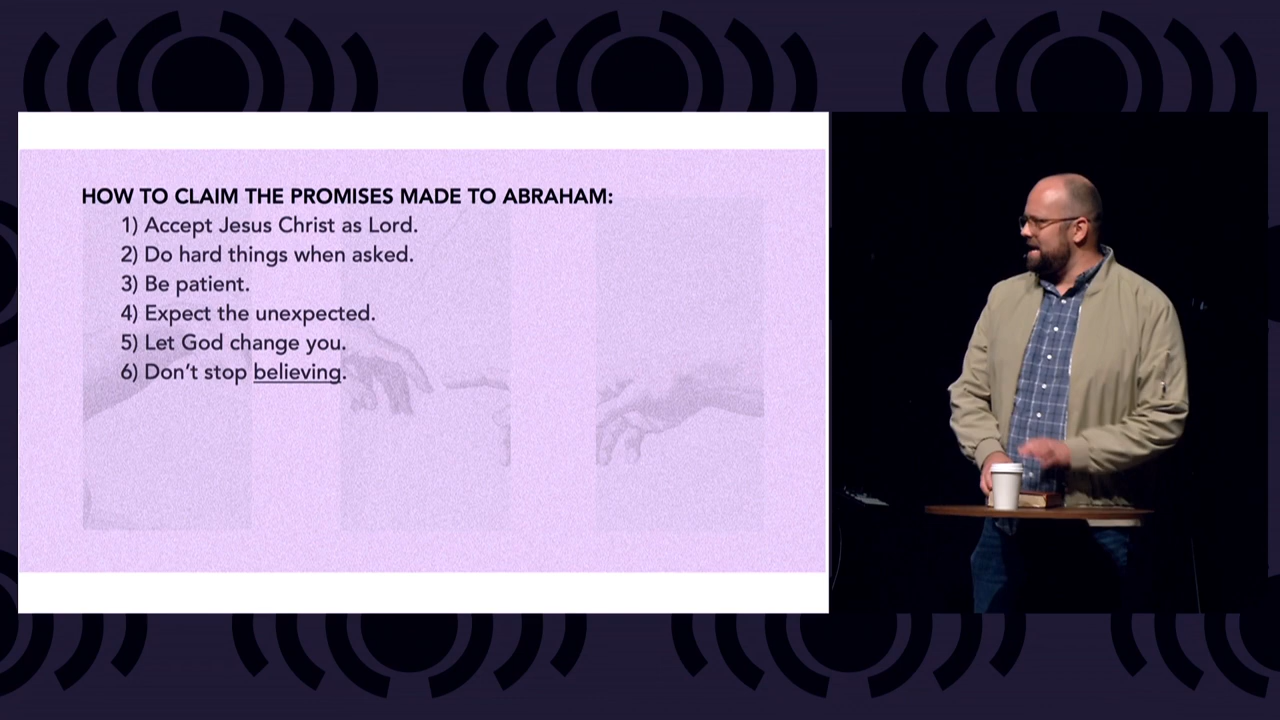 HOW TO CLAIM THE PROMISES MADE TO ABRAHAM:
1) Accept Jesus Christ as Lord.
2) Do hard things when asked.
3) Be patient.
4) Expect the unexpected.
5) Let God change you.
6) Don’t stop believing.